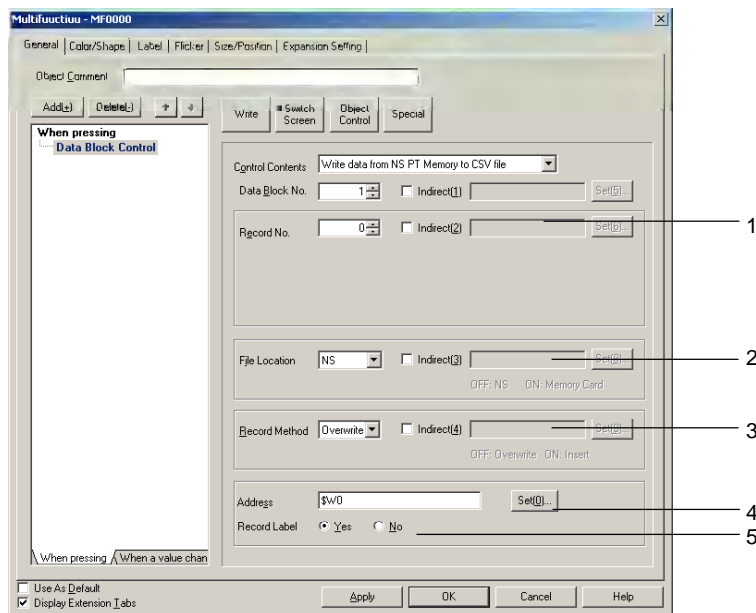 Multifuuctiuu - MF0000
General Color/Shape Label Flicker Size/Position Expansion Setting
Object Comment
Add(+) Delete(-)
Write Switch Screen Object Control Special
When pressing
Data Block Control
Control Contents Write data from NS PT Memory to CSV file
Data Block No. 1 Indirect(1) Set(5)...
Record No. 0 Indirect(2) Set(6)... 1
File Location NS Indirect(3) 2
OFF: NS ON: Memory Card
Record Method Overwrite Indirect(4) 3
OFF: Overwrite ON: Insert
Address $W0 Set(0)... 4
Record Label Yes No 5
When pressing When a value chan
Use As Default
Display Extension Tabs
Apply OK Cancel Help